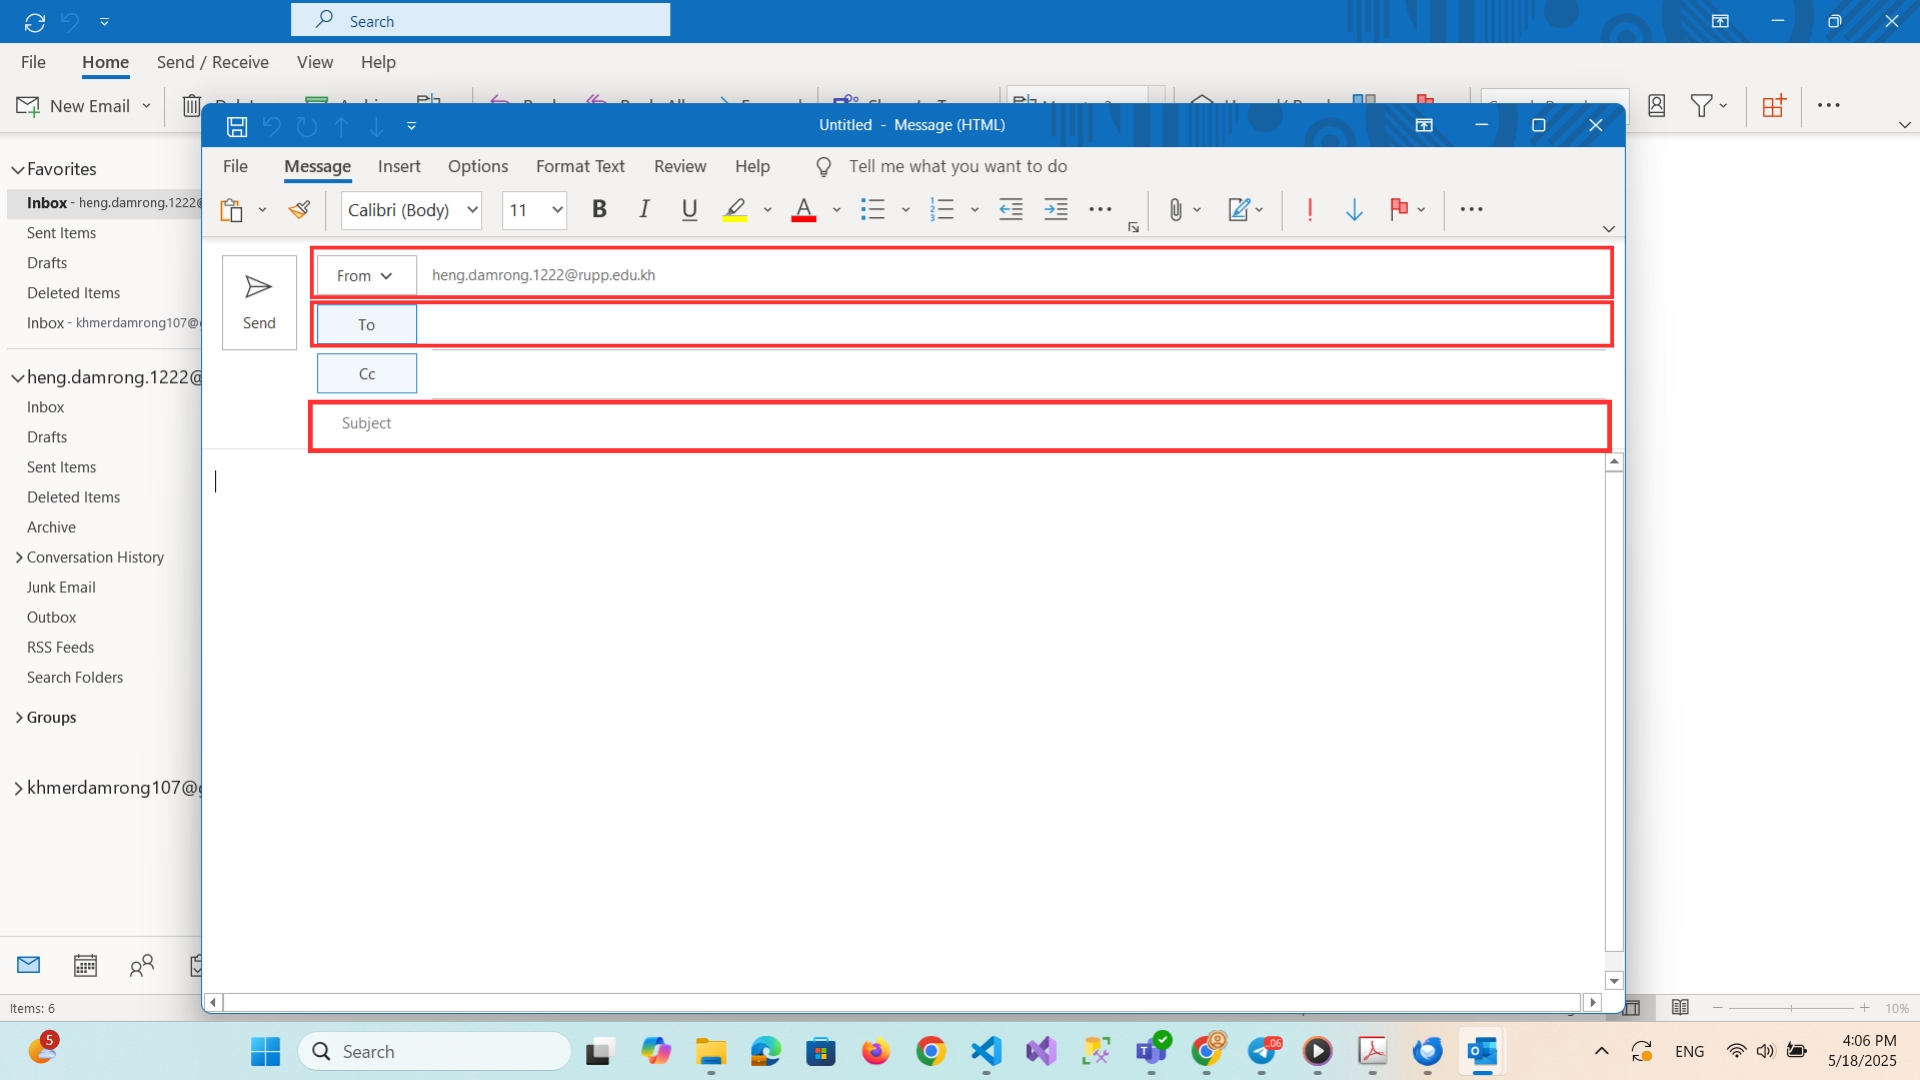 Search
File Home Send / Receive View Help
New Email
Untitled - Message (HTML)
File Message Insert Options Format Text Review Help Tell me what you want to do
Calibri (Body) 11 B I U A
Favorites
Inbox - heng.damrong.1222@
Sent Items
Drafts
Deleted Items
Inbox - khmerdamrong107@g
heng.damrong.1222@
Inbox
Drafts
Sent Items
Deleted Items
Archive
Conversation History
Junk Email
Outbox
RSS Feeds
Search Folders
Groups
khmerdamrong107@g
Send
From heng.damrong.1222@rupp.edu.kh
To
Cc
Subject
Items: 6
10%
5
Search
.06
ENG
4:06 PM
5/18/2025